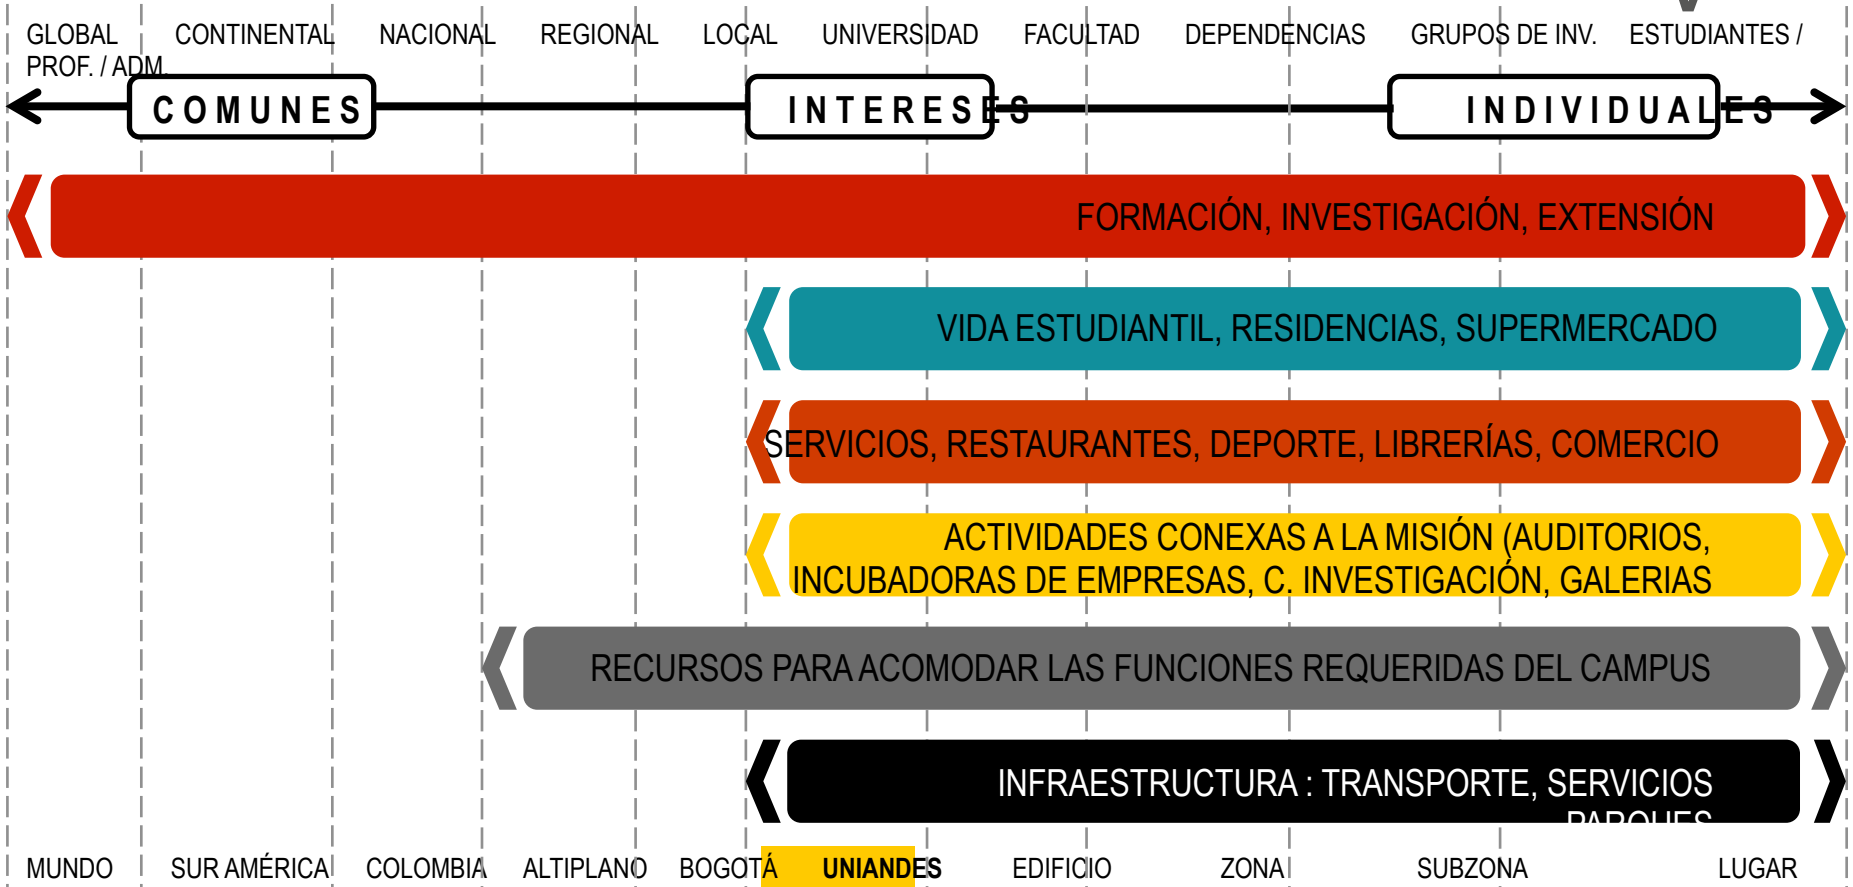 GLOBAL CONTINENTAL NACIONAL REGIONAL LOCAL UNIVERSIDAD FACULTAD DEPENDENCIAS GRUPOS DE INV. ESTUDIANTES /
PROF. / ADM.
COMUNES INTERESES INDIVIDUALES
FORMACIÓN, INVESTIGACIÓN, EXTENSIÓN
VIDA ESTUDIANTIL, RESIDENCIAS, SUPERMERCADO
SERVICIOS, RESTAURANTES, DEPORTE, LIBRERÍAS, COMERCIO
ACTIVIDADES CONEXAS A LA MISIÓN (AUDITORIOS,
INCUBADORAS DE EMPRESAS, C. INVESTIGACIÓN, GALERIAS
RECURSOS PARA ACOMODAR LAS FUNCIONES REQUERIDAS DEL CAMPUS
INFRAESTRUCTURA : TRANSPORTE, SERVICIOS
PARQUES
MUNDO SUR AMÉRICA COLOMBIA ALTIPLANO BOGOTÁ UNIANDES EDIFICIO ZONA SUBZONA LUGAR